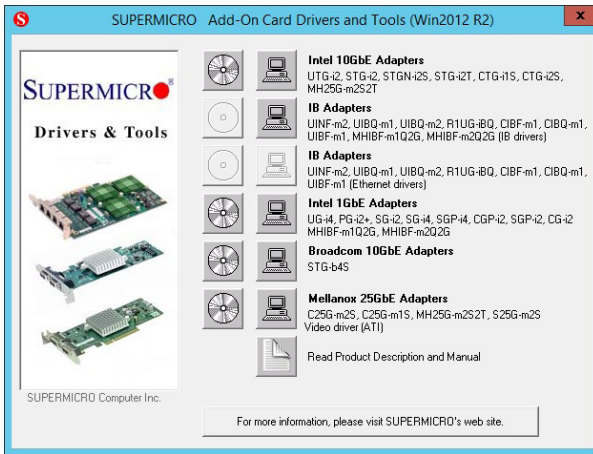 S
SUPERMICRO Add-On Card Drivers and Tools (Win2012 R2)
x
SUPERMICR®
Drivers & Tools
SUPERMICRO Computer Inc.
Intel 10GbE Adapters
UTG-i2, STG-i2, STGN-i2S, STG-i2T, CTG-i1S, CTG-i2S,
MH25G-m2S2T
IB Adapters
UINF-m2, UIBQ-m1, UIBQ-m2, R1UG-iBQ, CIBF-m1, CIBQ-m1,
UIBF-m1, MHIBF-m1Q2G, MHIBF-m2Q2G (IB drivers)
IB Adapters
UINF-m2, UIBQ-m1, UIBQ-m2, R1UG-iBQ, CIBF-m1, CIBQ-m1,
UIBF-m1 (Ethernet drivers)
Intel 1GbE Adapters
UG-i4, PG-i2+, SG-i2, SG-i4, SGP-i4, CGP-i2, SGP-i2, CG-i2
MHIBF-m1Q2G, MHIBF-m2Q2G
Broadcom 10GbE Adapters
STG-b4S
Mellanox 25GbE Adapters
C25G-m2S, C25G-m1S, MH25G-m2S2T, S25G-m2S
Video driver (ATI)
Read Product Description and Manual
For more information, please visit SUPERMICRO's web site.